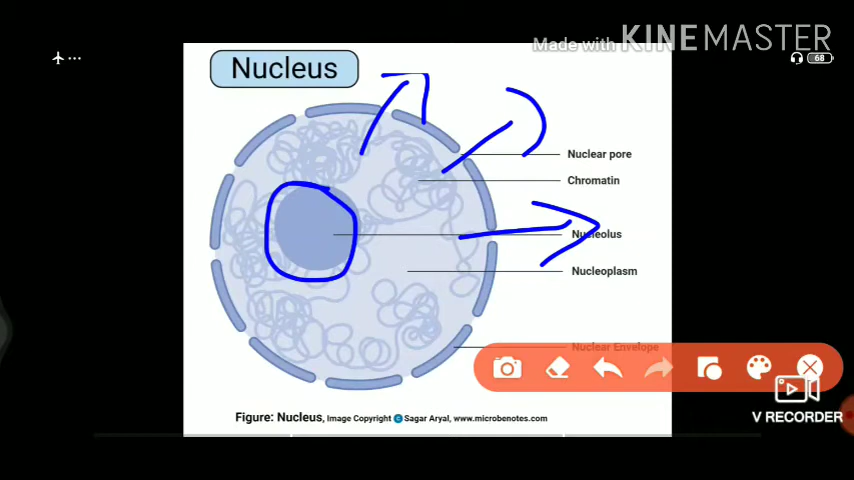 Made with KINEMASTER
68
Nucleus
Nuclear pore
Chromatin
Nucleolus
Nucleoplasm
Nuclear Envelope
V RECORDER
Figure: Nucleus, Image Copyright Sagar Aryal, www.microbenotes.com